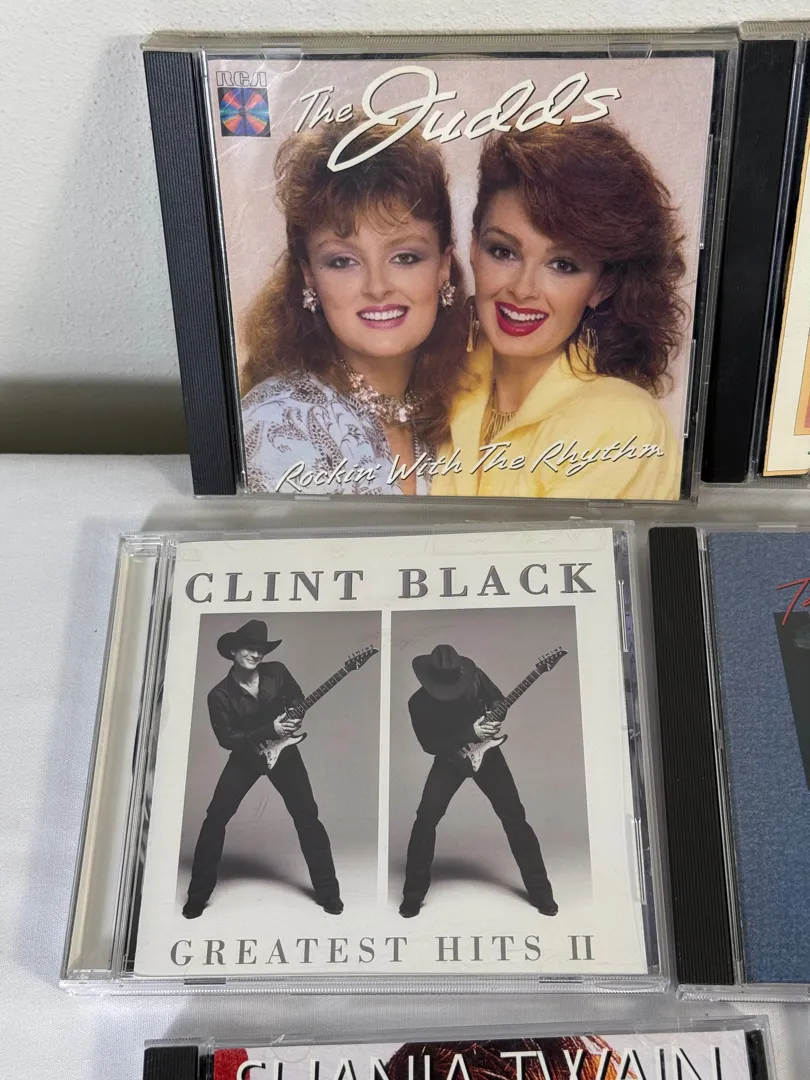 RCA
The Judds
Rockin' With The Rhythm
CLINT BLACK
GREATEST HITS II
SHANIA TWAIN